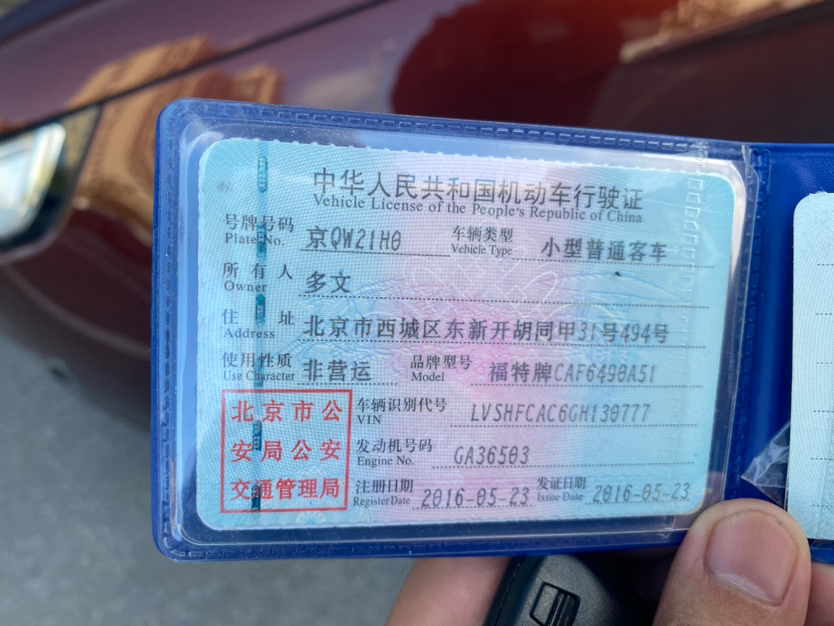 中华人民共和国机动车行驶证
Vehicle License of the People's Republic of China
号牌号码 京QW21H0 车辆类型 小型普通客车
Plate No. Vehicle Type
所有人 多文
Owner
住址 北京市西城区东新开胡同甲31号494号
Address
使用性质 非营运 品牌型号 福特牌CAF6490A51
Use Character Model
北京市公安局公安交通管理局
车辆识别代号 LVSHFCAC6GH130777
VIN
发动机号码 GA36503
Engine No.
注册日期 2016-05-23 发证日期 2016-05-23
Register Date Issue Date